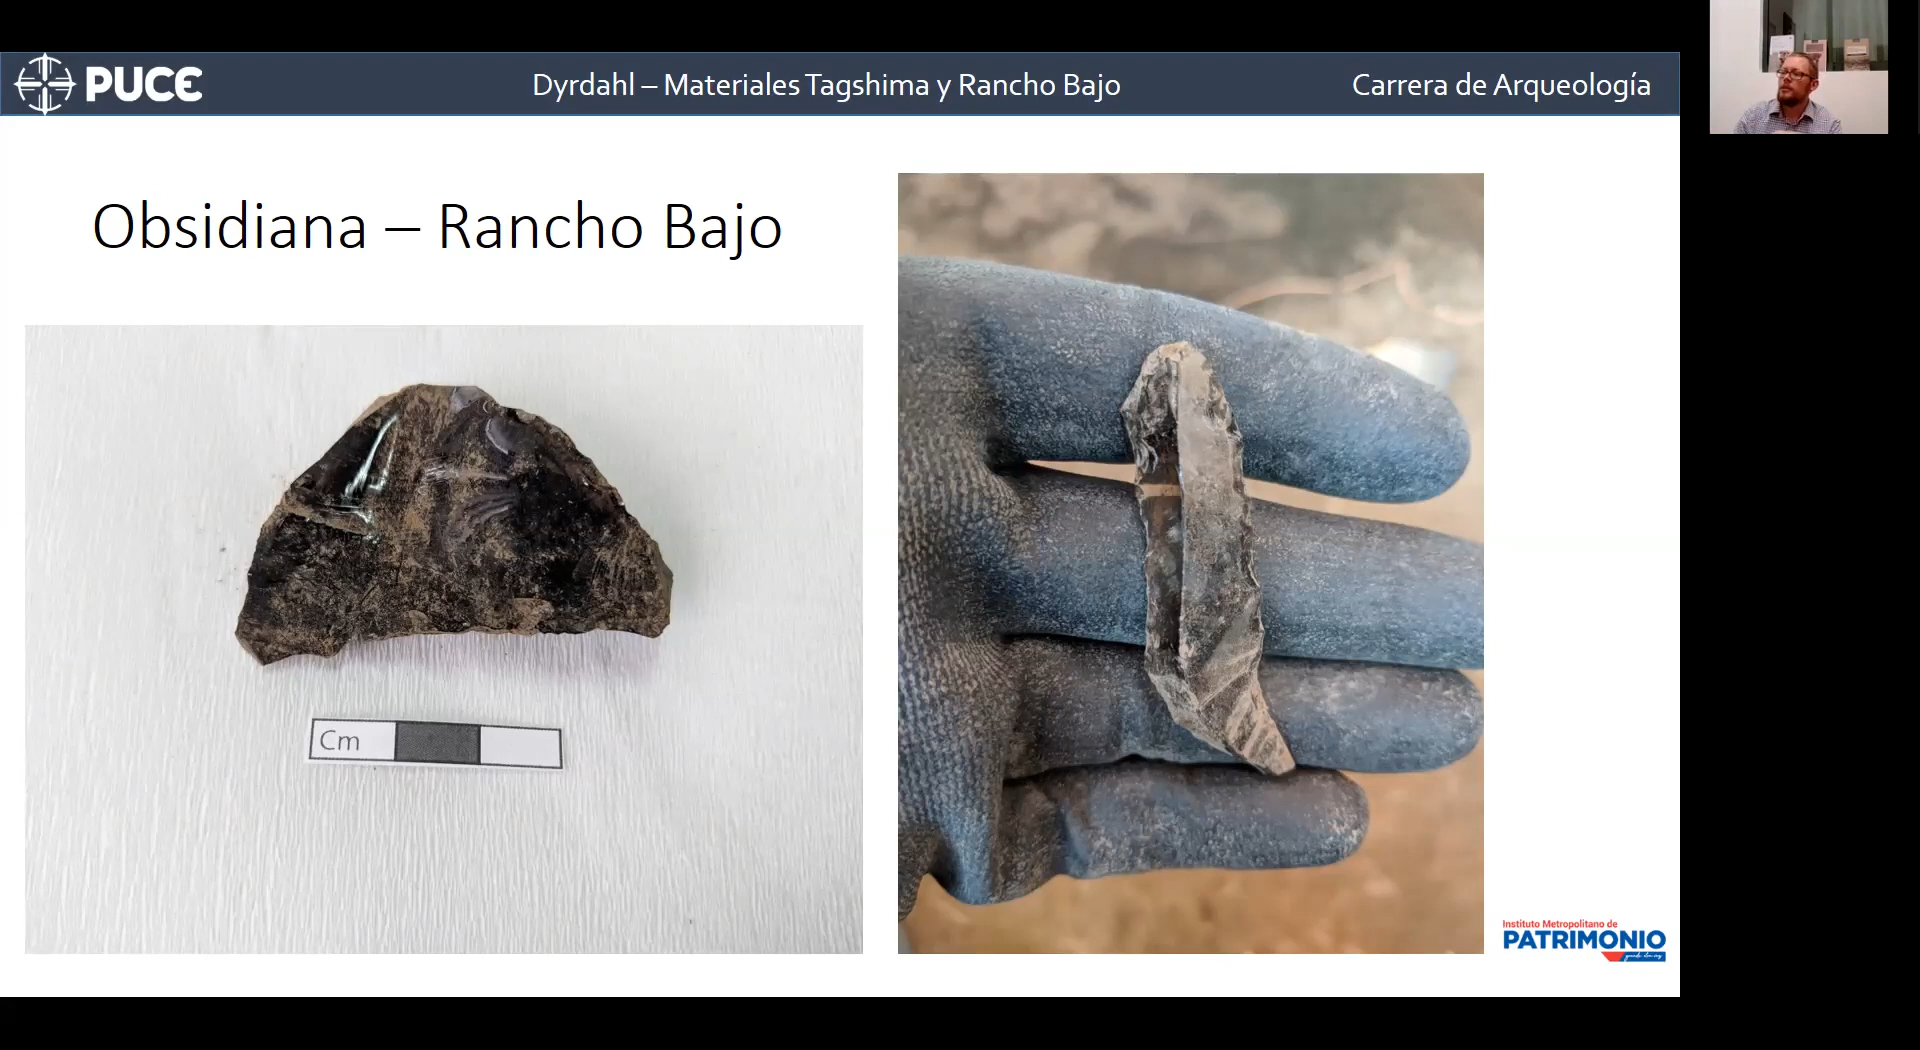 PUCE
Dyrdahl – Materiales Tagshima y Rancho Bajo
Carrera de Arqueología
Obsidiana – Rancho Bajo
Cm
Instituto Metropolitano de
PATRIMONIO